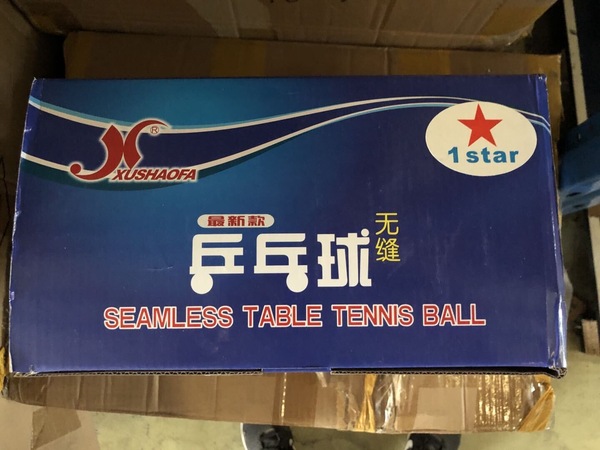 ®
XUSHAOFA
1 star
最新款
乒乓球
无缝
SEAMLESS TABLE TENNIS BALL